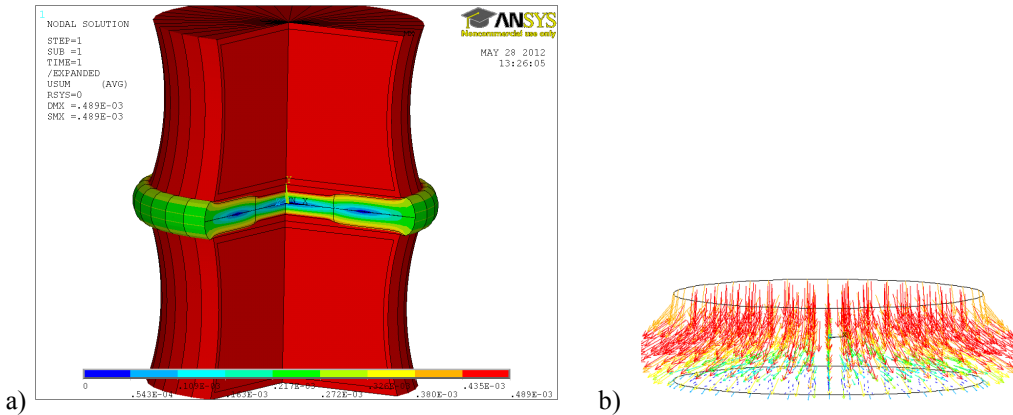 1
NODAL SOLUTION
STEP=1
SUB =1
TIME=1
/EXPANDED
USUM (AVG)
RSYS=0
DMX =.489E-03
SMX =.489E-03
ANSYS
Noncommercial use only
MAY 28 2012
13:26:05
Y
X
0 .217E-03 .435E-03
.543E-04 .163E-03 .272E-03 .380E-03 .489E-03
a)
b)